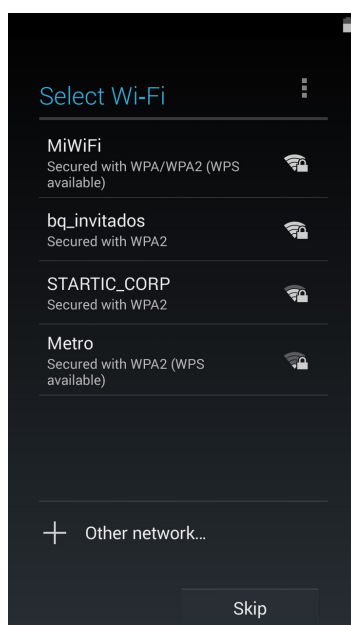 Select Wi-Fi
MiWiFi
Secured with WPA/WPA2 (WPS
available)
bq_invitados
Secured with WPA2
STARTIC_CORP
Secured with WPA2
Metro
Secured with WPA2 (WPS
available)
Other network...
Skip